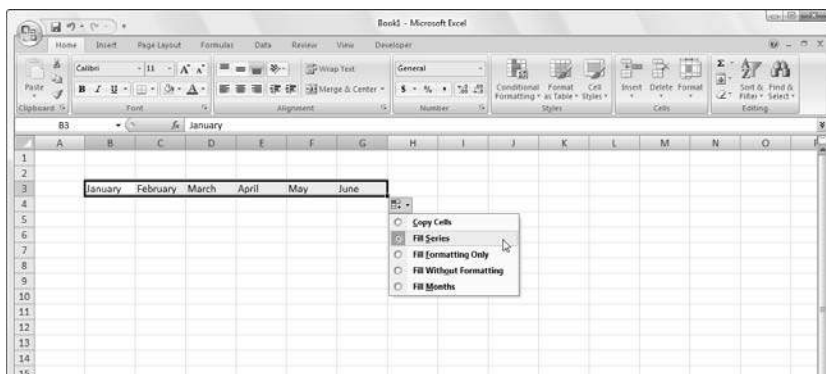 Book1 - Microsoft Excel
Home Insert Page Layout Formulas Data Review View Developer
Calibri 11 A A Wrap Text General Σ
Paste B I U A Merge & Center $ % Conditional Formatting Format as Table Cell Styles Insert Delete Format Sort & Filter Find & Select
Clipboard Font Alignment Number Styles Cells Editing
B3 fx January
A B C D E F G H I J K L M N O P
1
2
3 January February March April May June
4
5 Copy Cells
6 Fill Series
7 Fill Formatting Only
8
9 Fill Without Formatting
10 Fill Months
11
12
13
14
15